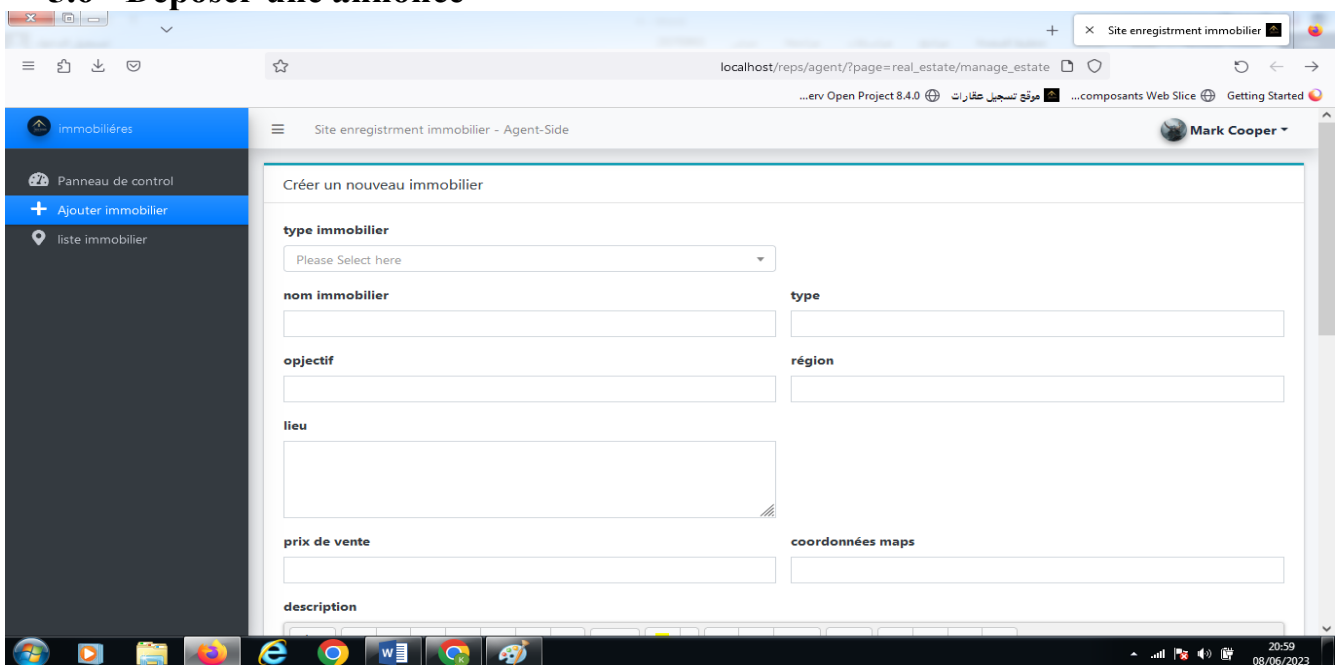 Déposer une annonce
Site enregistrment immobilier
localhost/reps/agent/?page=real_estate/manage_estate
...erv Open Project 8.4.0 موقع تسجيل عقارات ...composants Web Slice Getting Started
immobiliéres
Site enregistrment immobilier - Agent-Side
Mark Cooper
Panneau de control
Ajouter immobilier
liste immobilier
Créer un nouveau immobilier
type immobilier
Please Select here
nom immobilier type
opjectif région
lieu
prix de vente coordonnées maps
description
20:59
08/06/2023